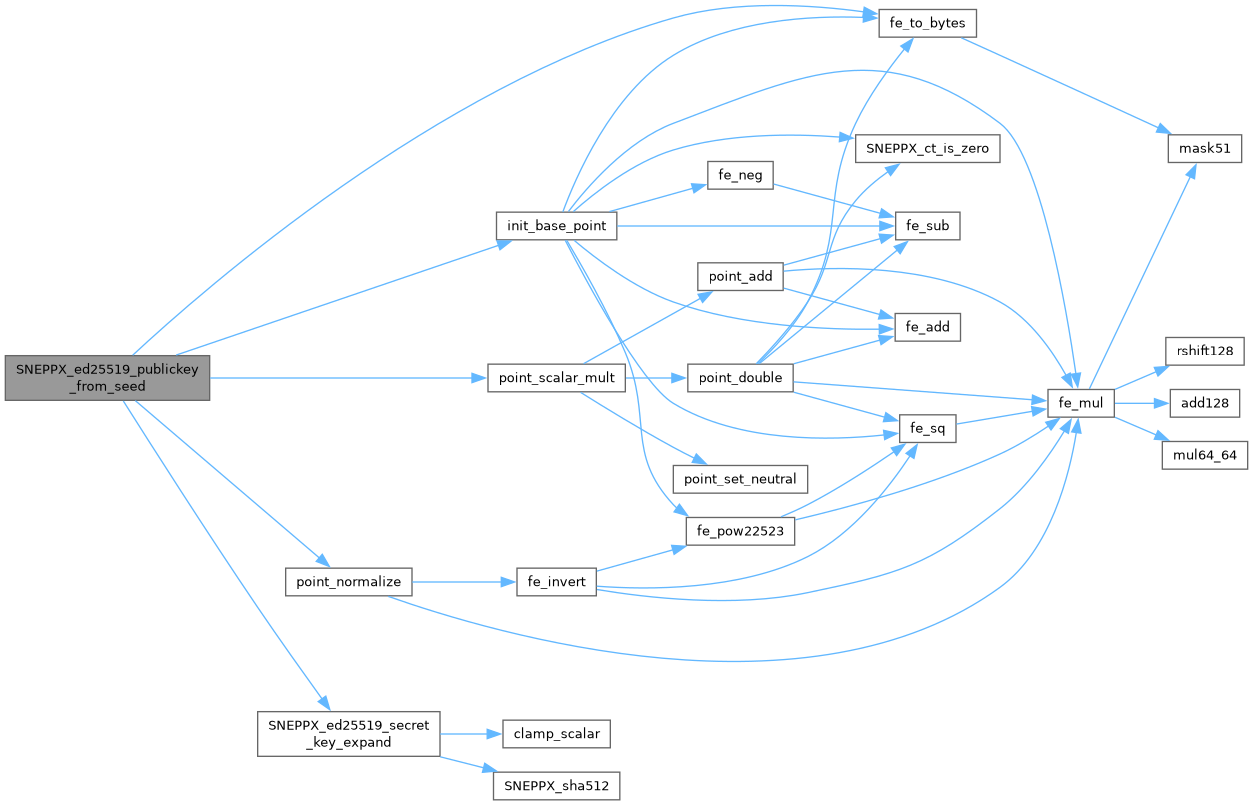 fe_to_bytes
mask51
SNEPPX_ct_is_zero
fe_neg
init_base_point
fe_sub
point_add
fe_add
rshift128
SNEPPX_ed25519_publickey
_from_seed
point_scalar_mult
point_double
fe_mul
add128
fe_sq
mul64_64
point_set_neutral
fe_pow22523
point_normalize
fe_invert
SNEPPX_ed25519_secret
_key_expand
clamp_scalar
SNEPPX_sha512